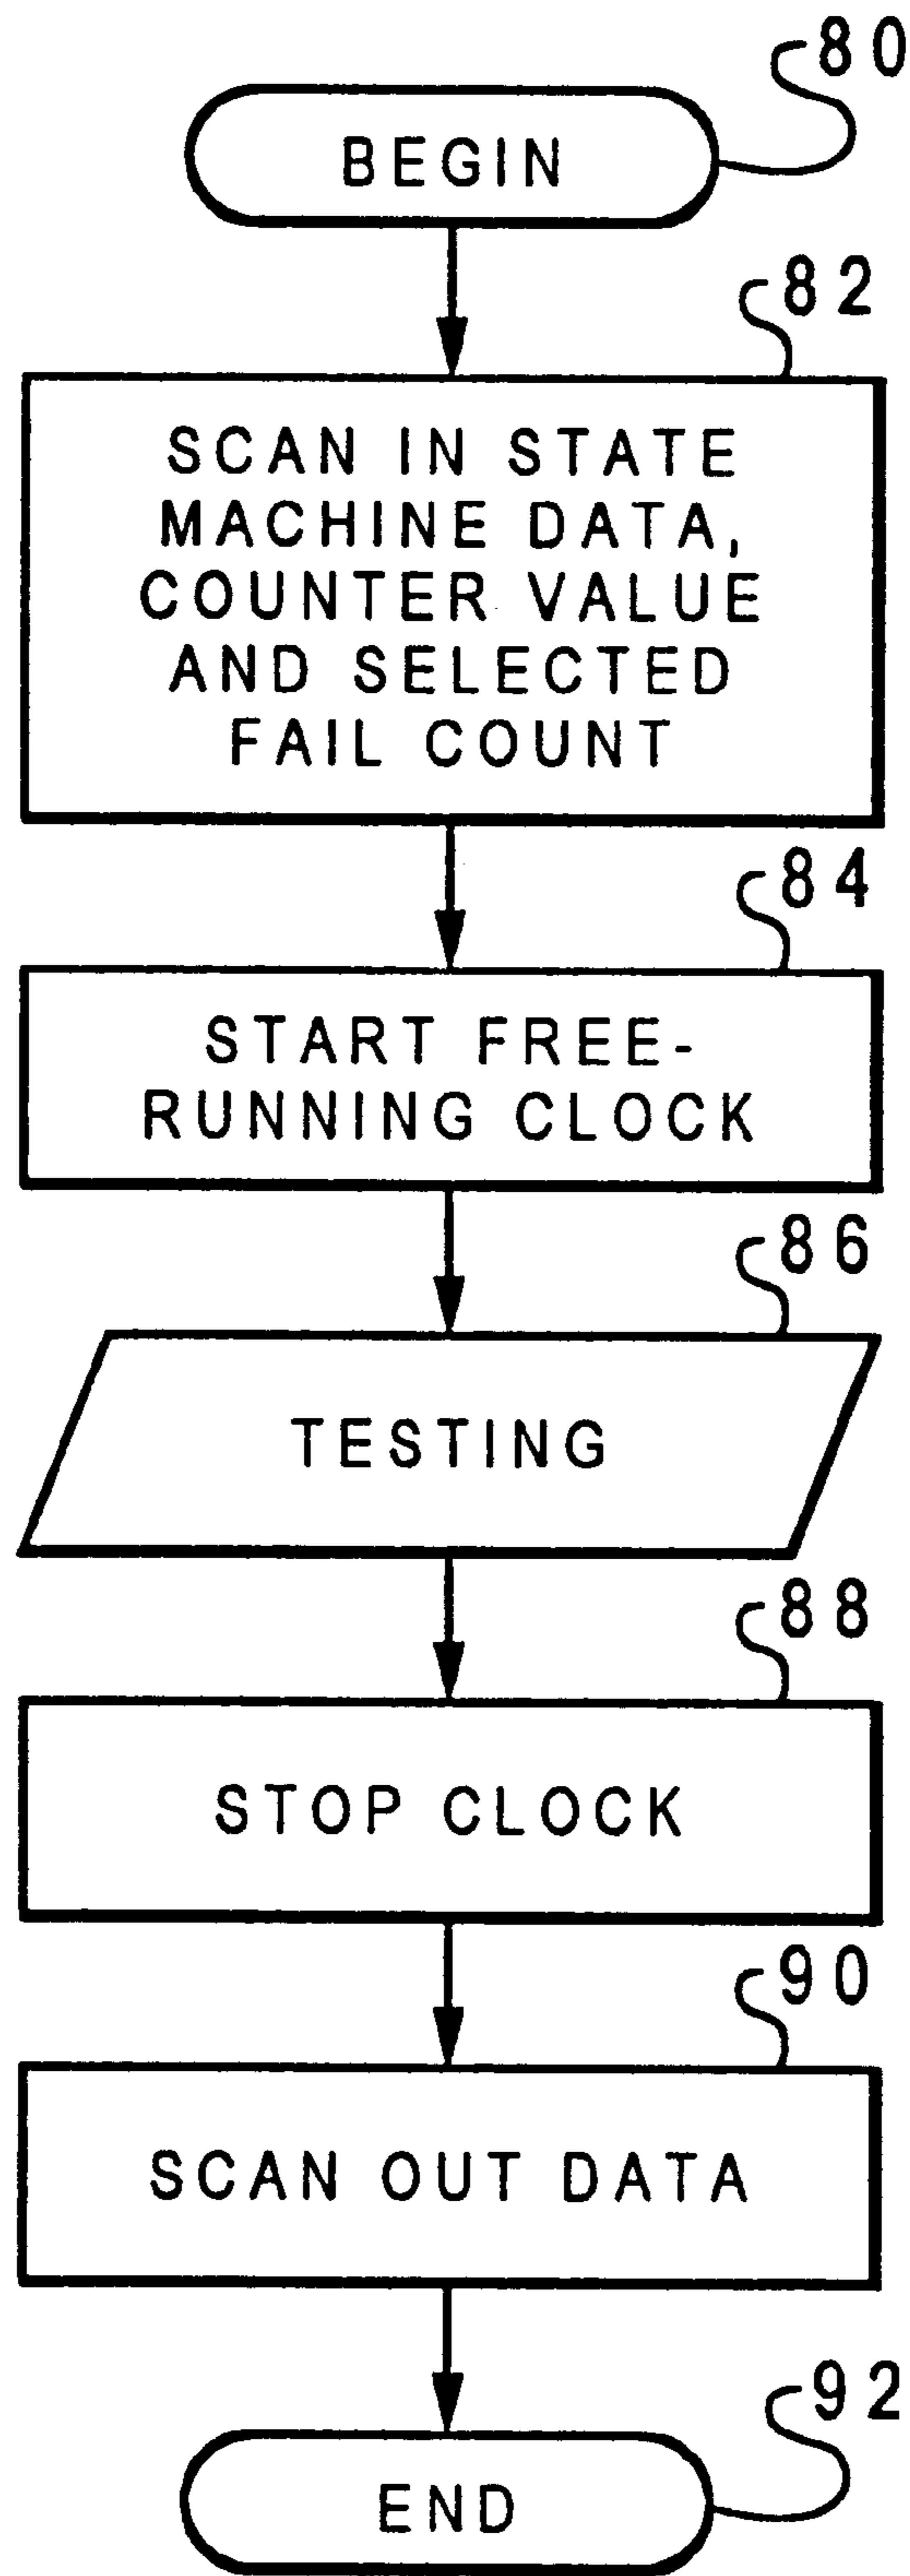 80
BEGIN
82
SCAN IN STATE
MACHINE DATA,
COUNTER VALUE
AND SELECTED
FAIL COUNT
84
START FREE-
RUNNING CLOCK
86
TESTING
88
STOP CLOCK
90
SCAN OUT DATA
92
END